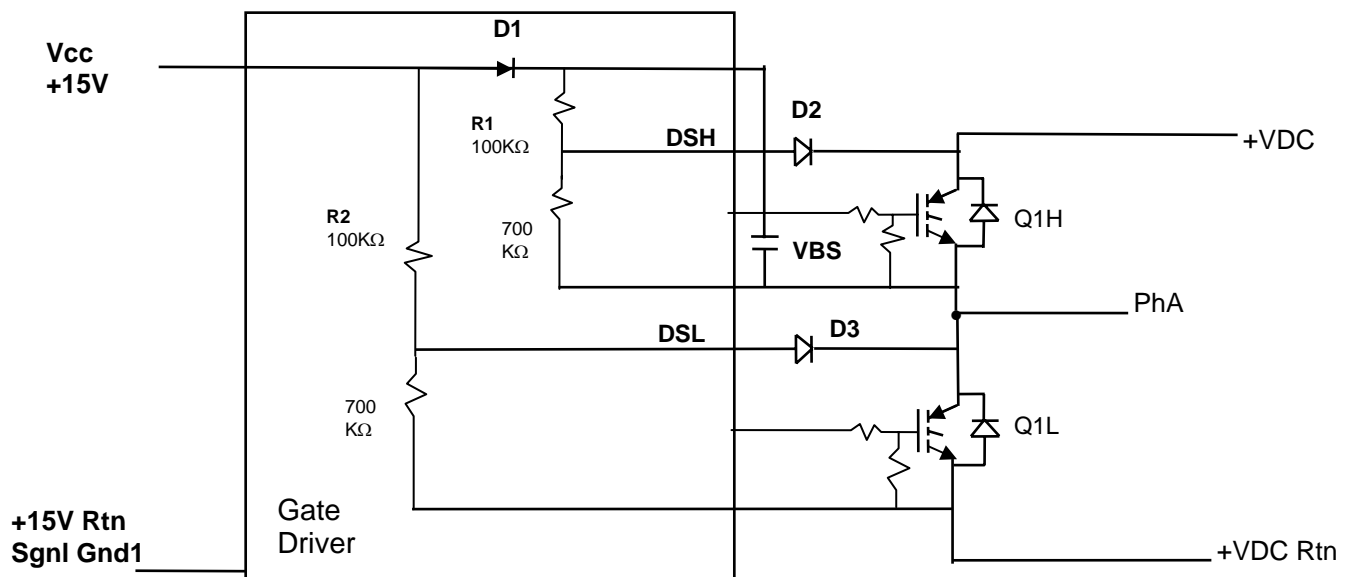 D1
Vcc
+15V
D2
R1
100KΩ
DSH
+VDC
R2
100KΩ
700
KΩ
VBS
Q1H
PhA
DSL
D3
700
KΩ
Q1L
Gate
Driver
+15V Rtn
Sgnl Gnd1
+VDC Rtn